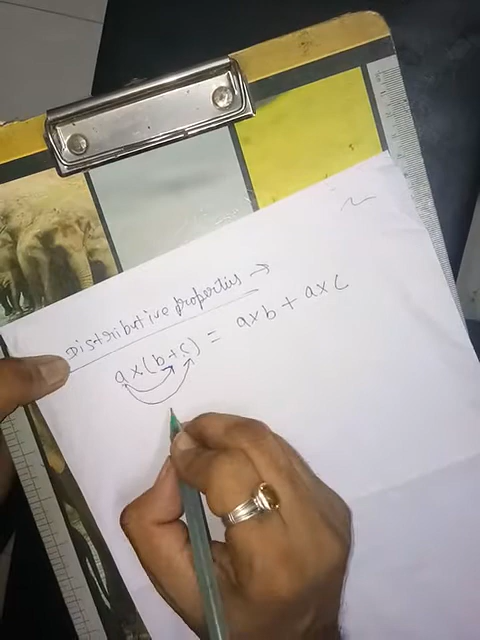 Distributive properties →
a×(b+c) = a×b + a×c